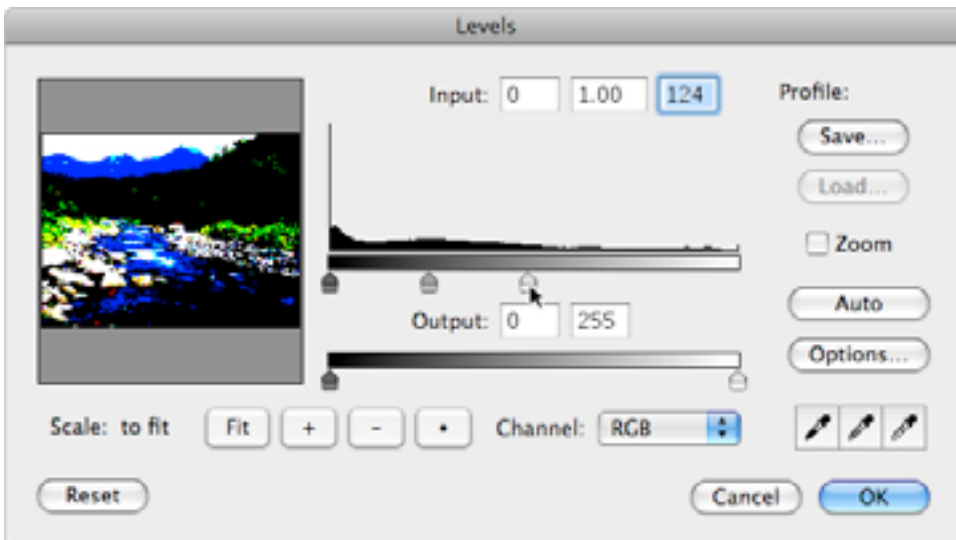 Levels
Input: 0 1.00 124
Profile:
Save...
Load...
Zoom
Output: 0 255
Auto
Options...
Scale: to fit Fit + - • Channel: RGB
Reset Cancel OK